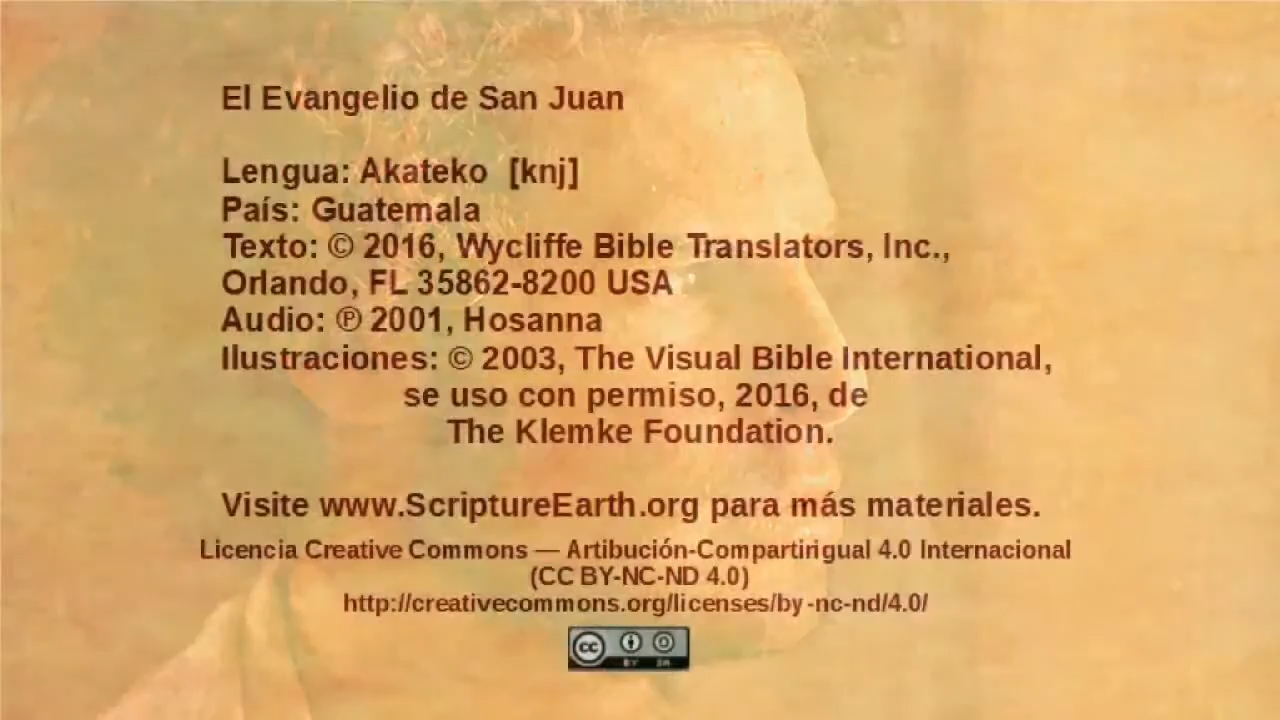 El Evangelio de San Juan
Lengua: Akateko [knj]
País: Guatemala
Texto: © 2016, Wycliffe Bible Translators, Inc.,
Orlando, FL 35862-8200 USA
Audio: ℗ 2001, Hosanna
Ilustraciones: © 2003, The Visual Bible International,
se uso con permiso, 2016, de
The Klemke Foundation.
Visite www.ScriptureEarth.org para más materiales.
Licencia Creative Commons — Artibución-Compartirigual 4.0 Internacional
(CC BY-NC-ND 4.0)
http://creativecommons.org/licenses/by-nc-nd/4.0/
cc BY SA